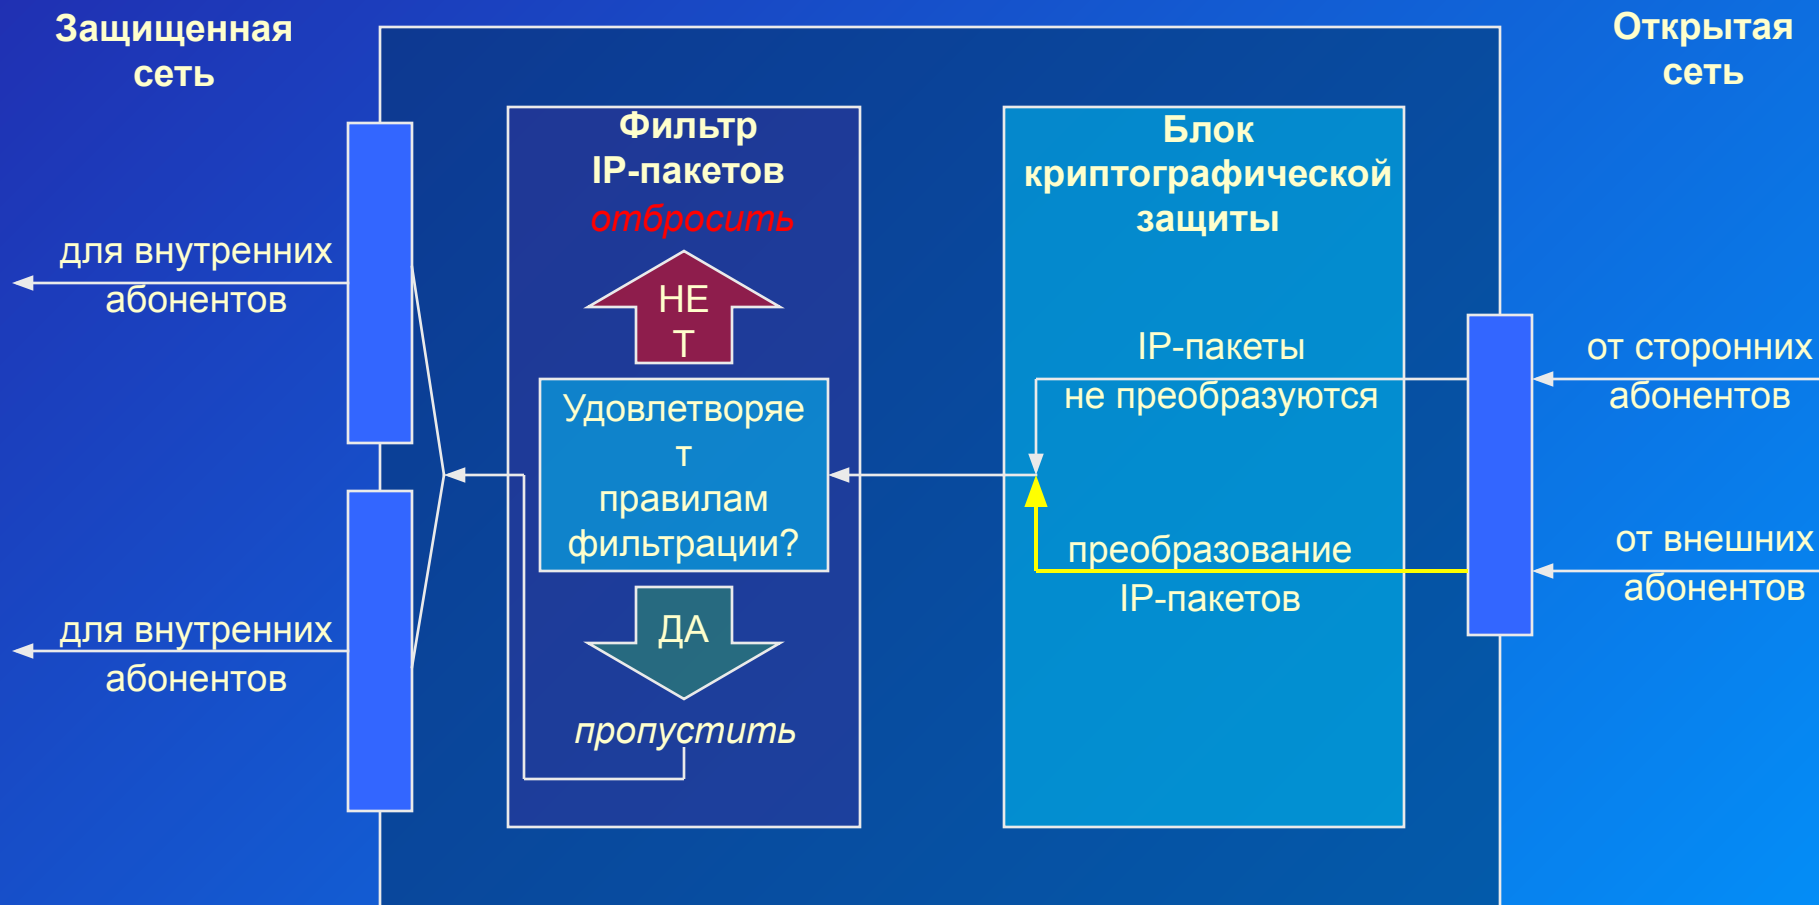 Защищенная
сеть
для внутренних
абонентов
для внутренних
абонентов
Фильтр
IP-пакетов
отбросить
НЕ
Т
Удовлетворяе
т
правилам
фильтрации?
ДА
пропустить
Блок
криптографической
защиты
IP-пакеты
не преобразуются
преобразование
IP-пакетов
Открытая
сеть
от сторонних
абонентов
от внешних
абонентов